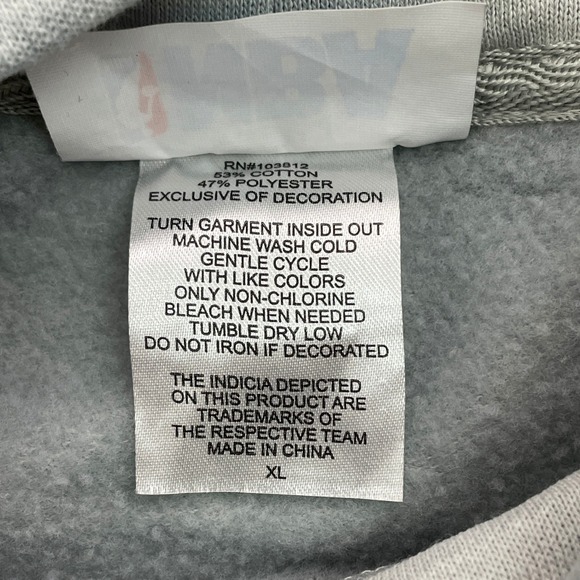 RN#103812
53% COTTON
47% POLYESTER
EXCLUSIVE OF DECORATION
TURN GARMENT INSIDE OUT
MACHINE WASH COLD
GENTLE CYCLE
WITH LIKE COLORS
ONLY NON-CHLORINE
BLEACH WHEN NEEDED
TUMBLE DRY LOW
DO NOT IRON IF DECORATED
THE INDICIA DEPICTED
ON THIS PRODUCT ARE
TRADEMARKS OF
THE RESPECTIVE TEAM
MADE IN CHINA
XL